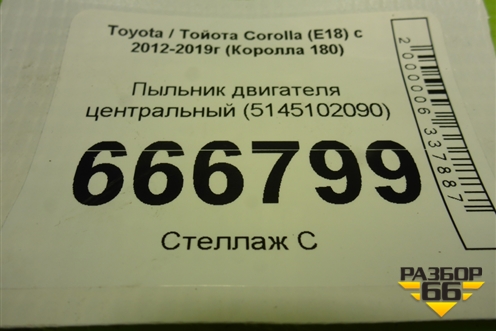 Toyota / Тойота Corolla (E18) с
2012-2019г (Королла 180)
Пыльник двигателя
центральный (5145102090)
666799
Стеллаж С
2000006337887
РАЗБОР
66